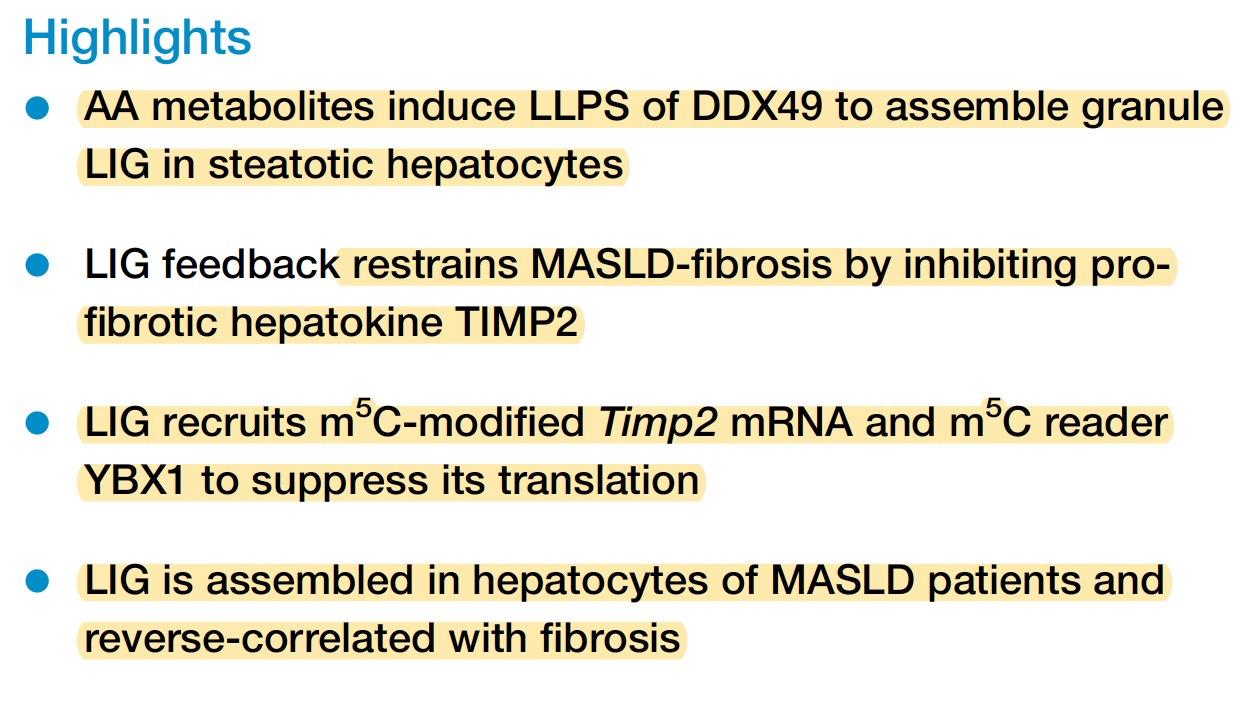 Highlights
● AA metabolites induce LLPS of DDX49 to assemble granule
LIG in steatotic hepatocytes
● LIG feedback restrains MASLD-fibrosis by inhibiting pro-
fibrotic hepatokine TIMP2
● LIG recruits m⁵C-modified Timp2 mRNA and m⁵C reader
YBX1 to suppress its translation
● LIG is assembled in hepatocytes of MASLD patients and
reverse-correlated with fibrosis